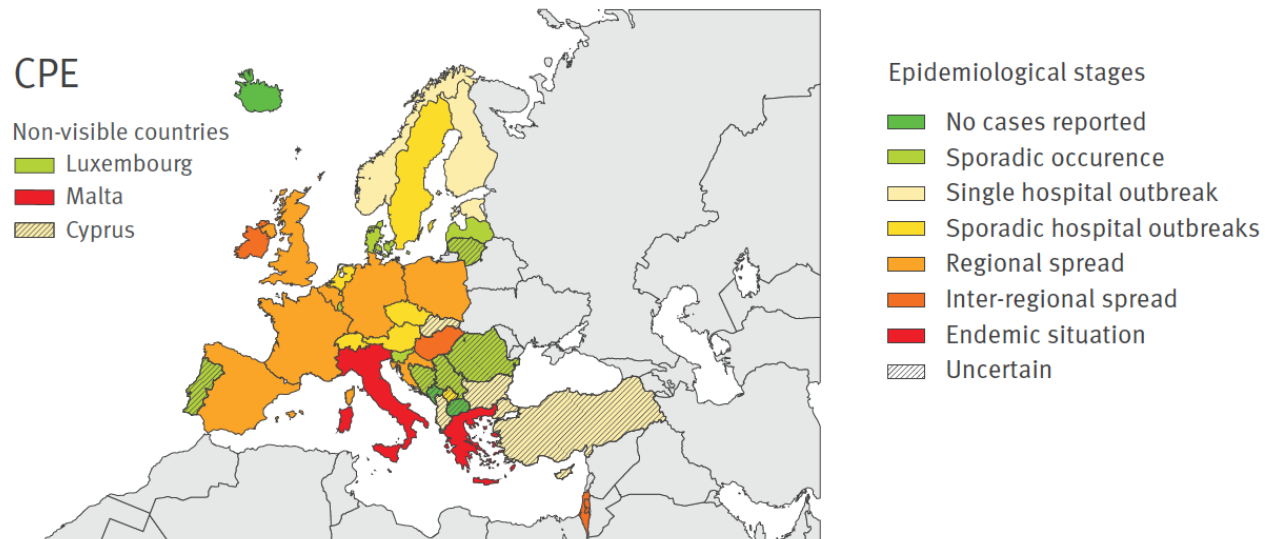 CPE
Non-visible countries
Luxembourg
Malta
Cyprus
Epidemiological stages
No cases reported
Sporadic occurence
Single hospital outbreak
Sporadic hospital outbreaks
Regional spread
Inter-regional spread
Endemic situation
Uncertain